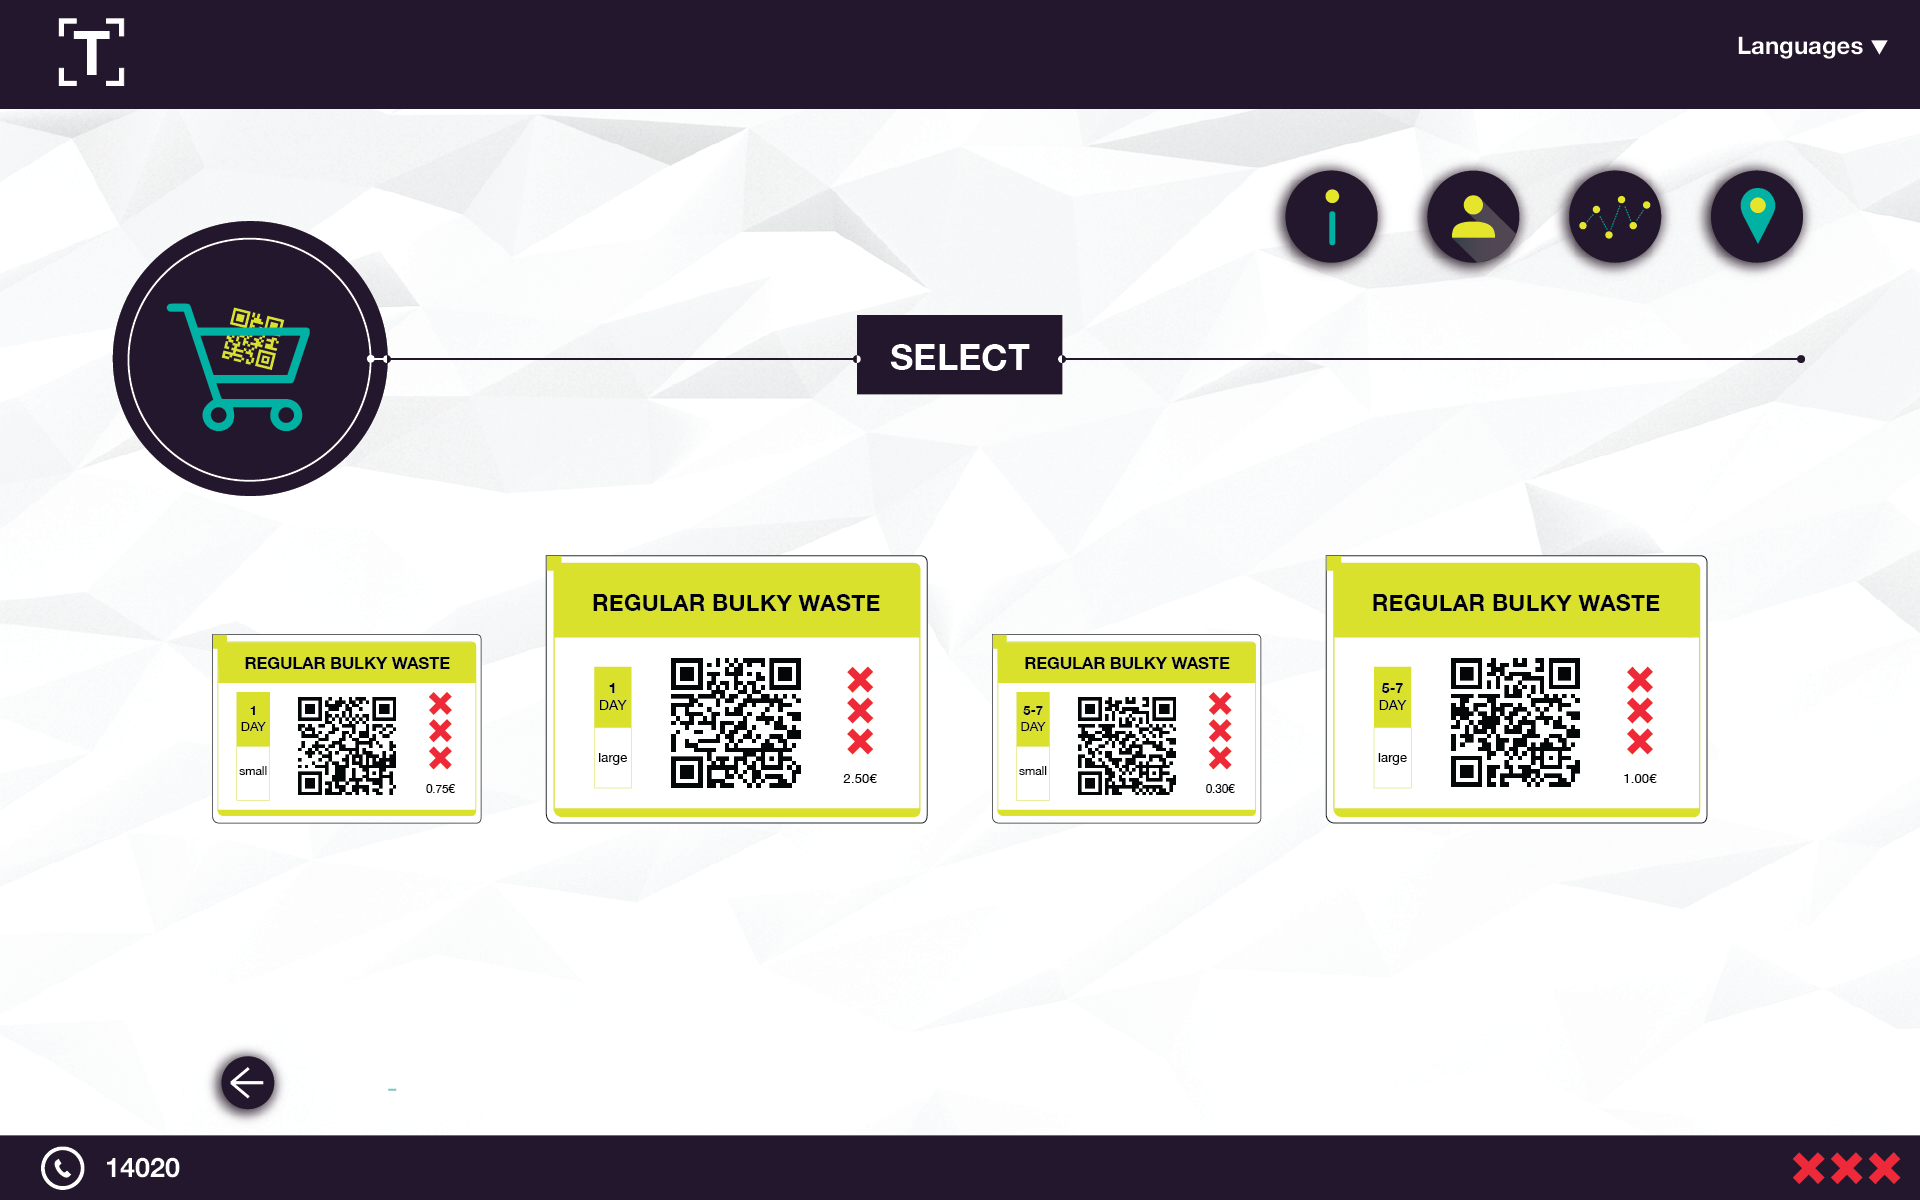 T
Languages ▼
SELECT
REGULAR BULKY WASTE
1
DAY
small
0.75€
REGULAR BULKY WASTE
1
DAY
large
2.50€
REGULAR BULKY WASTE
5-7
DAY
small
0.30€
REGULAR BULKY WASTE
5-7
DAY
large
1.00€
14020